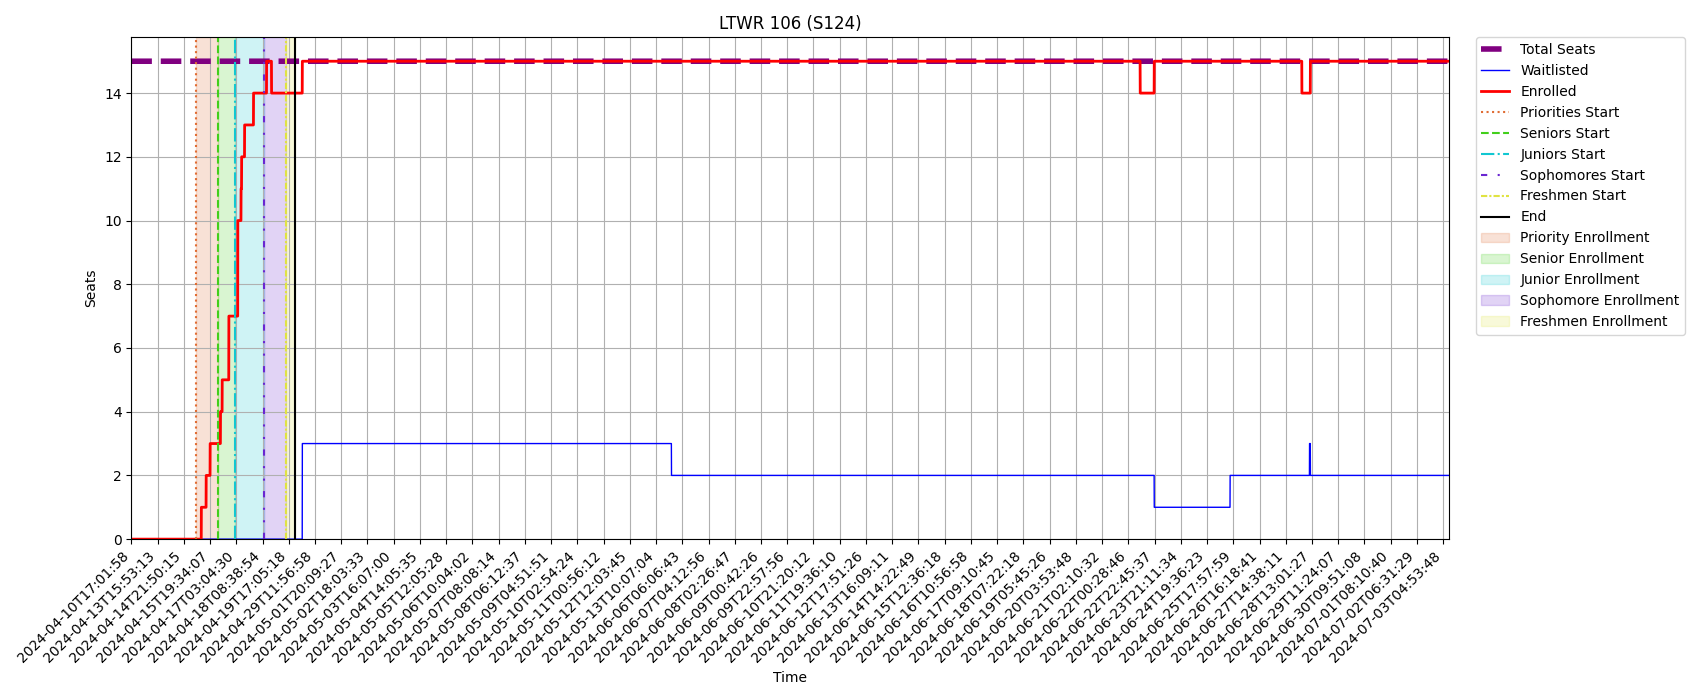 LTWR 106 (S124)
Total Seats
Waitlisted
Enrolled
Priorities Start
Seniors Start
Juniors Start
Sophomores Start
Freshmen Start
End
Priority Enrollment
Senior Enrollment
Junior Enrollment
Sophomore Enrollment
Freshmen Enrollment
Seats
14
12
10
8
6
4
2
0
2024-04-10T17:01:58
2024-04-13T15:53:13
2024-04-14T21:50:15
2024-04-15T19:34:07
2024-04-17T03:04:30
2024-04-18T08:38:54
2024-04-19T17:05:18
2024-04-29T11:56:58
2024-05-01T20:09:27
2024-05-02T18:03:33
2024-05-03T16:07:00
2024-05-04T14:05:35
2024-05-05T12:05:28
2024-05-06T10:04:02
2024-05-07T08:08:14
2024-05-08T06:12:37
2024-05-09T04:51:51
2024-05-10T02:54:24
2024-05-11T00:56:12
2024-05-12T12:03:45
2024-05-13T10:07:04
2024-06-06T06:06:43
2024-06-07T04:12:56
2024-06-08T02:26:47
2024-06-09T00:42:26
2024-06-09T22:57:56
2024-06-10T21:20:12
2024-06-11T19:36:10
2024-06-12T17:51:26
2024-06-13T16:09:11
2024-06-14T14:22:49
2024-06-15T12:36:18
2024-06-16T10:56:58
2024-06-17T09:10:45
2024-06-18T07:22:18
2024-06-19T05:45:26
2024-06-20T03:53:48
2024-06-21T02:10:32
2024-06-22T00:28:46
2024-06-22T22:45:37
2024-06-23T21:11:34
2024-06-24T19:36:23
2024-06-25T17:57:59
2024-06-26T16:18:41
2024-06-27T14:38:11
2024-06-28T13:01:27
2024-06-29T11:24:07
2024-06-30T09:51:08
2024-07-01T08:10:40
2024-07-02T06:31:29
2024-07-03T04:53:48
Time